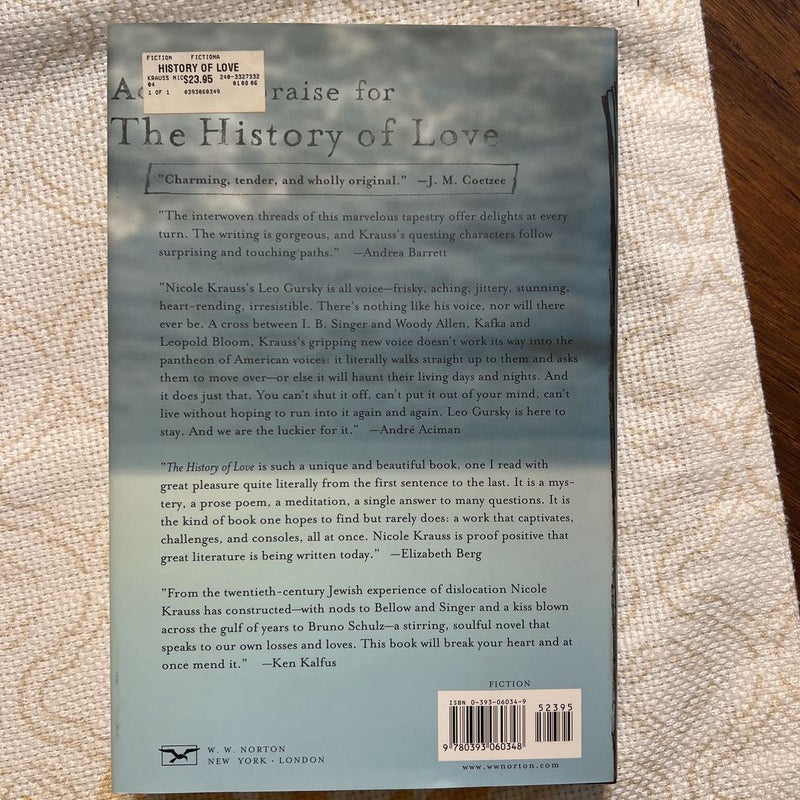 FICTION FICTIONA
HISTORY OF LOVE
KRAUSS NIC $23.95 240-3327332
04 010806
1 OF 1 0393060349
raise for
The History of Love
"Charming, tender, and wholly original." —J. M. Coetzee
"The interwoven threads of this marvelous tapestry offer delights at every
turn. The writing is gorgeous, and Krauss's questing characters follow
surprising and touching paths." —Andrea Barrett
"Nicole Krauss's Leo Gursky is all voice—frisky, aching, jittery, stunning,
heart-rending, irresistible. There's nothing like his voice, nor will there
ever be. A cross between I. B. Singer and Woody Allen, Kafka and
Leopold Bloom, Krauss's gripping new voice doesn't work its way into the
pantheon of American voices: it literally walks straight up to them and asks
them to move over—or else it will haunt their living days and nights. And
it does just that. You can't shut it off, can't put it out of your mind, can't
live without hoping to run into it again and again. Leo Gursky is here to
stay. And we are the luckier for it." —André Aciman
"The History of Love is such a unique and beautiful book, one I read with
great pleasure quite literally from the first sentence to the last. It is a mys-
tery, a prose poem, a meditation, a single answer to many questions. It is
the kind of book one hopes to find but rarely does: a work that captivates,
challenges, and consoles, all at once. Nicole Krauss is proof positive that
great literature is being written today." —Elizabeth Berg
"From the twentieth-century Jewish experience of dislocation Nicole
Krauss has constructed—with nods to Bellow and Singer and a kiss blown
across the gulf of years to Bruno Schulz—a stirring, soulful novel that
speaks to our own losses and loves. This book will break your heart and at
once mend it." —Ken Kalfus
FICTION
ISBN 0-393-06034-9
52395
9 780393 060348
www.wwnorton.com
W. W. NORTON
NEW YORK · LONDON